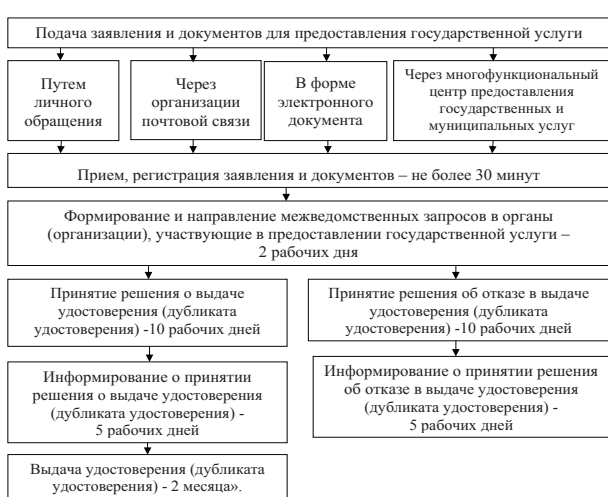 Подача заявления и документов для предоставления государственной услуги
Путем
личного
обращения
Через
организации
почтовой связи
В форме
электронного
документа
Через многофункциональный
центр предоставления
государственных и
муниципальных услуг
Прием, регистрация заявления и документов – не более 30 минут
Формирование и направление межведомственных запросов в органы
(организации), участвующие в предоставлении государственной услуги –
2 рабочих дня
Принятие решения о выдаче
удостоверения (дубликата
удостоверения) -10 рабочих дней
Принятие решения об отказе в выдаче
удостоверения (дубликата
удостоверения) -10 рабочих дней
Информирование о принятии
решения о выдаче удостоверения
(дубликата удостоверения) -
5 рабочих дней
Информирование о принятии решения
об отказе в выдаче удостоверения
(дубликата удостоверения) -
5 рабочих дней
Выдача удостоверения (дубликата
удостоверения) - 2 месяца».